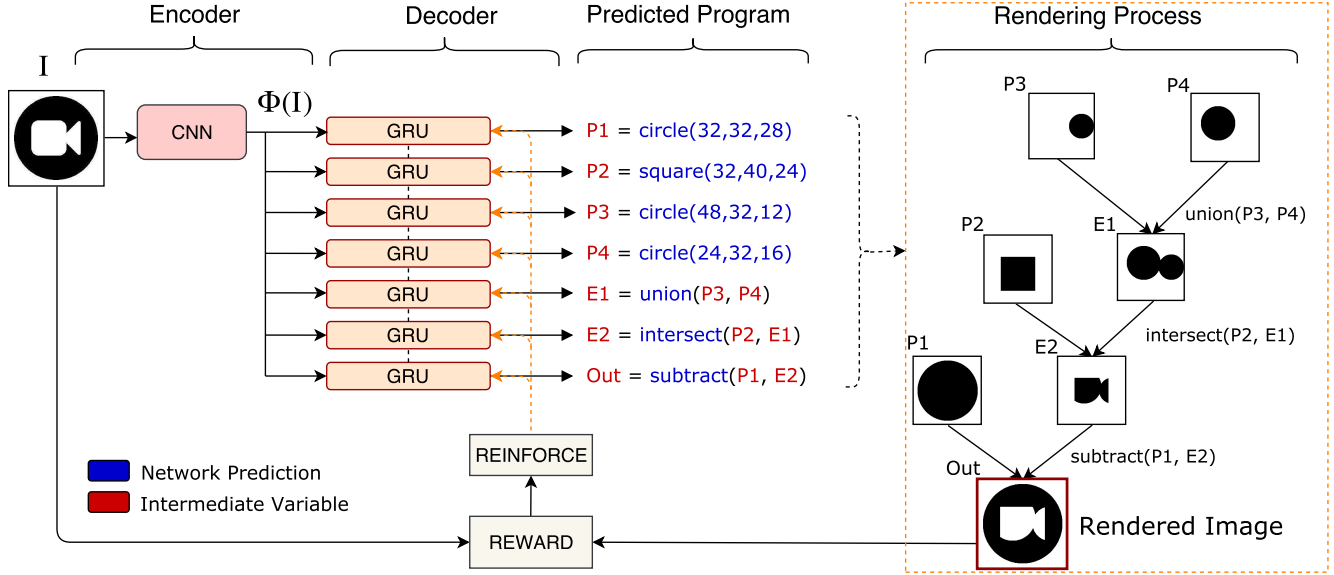 Encoder
Decoder
Predicted Program
Rendering Process
I
Φ(I)
CNN
GRU
GRU
GRU
GRU
GRU
GRU
GRU
P1 = circle(32,32,28)
P2 = square(32,40,24)
P3 = circle(48,32,12)
P4 = circle(24,32,16)
E1 = union(P3, P4)
E2 = intersect(P2, E1)
Out = subtract(P1, E2)
P3
P4
union(P3, P4)
P2
E1
intersect(P2, E1)
P1
E2
subtract(P1, E2)
Out
Rendered Image
REINFORCE
REWARD
Network Prediction
Intermediate Variable